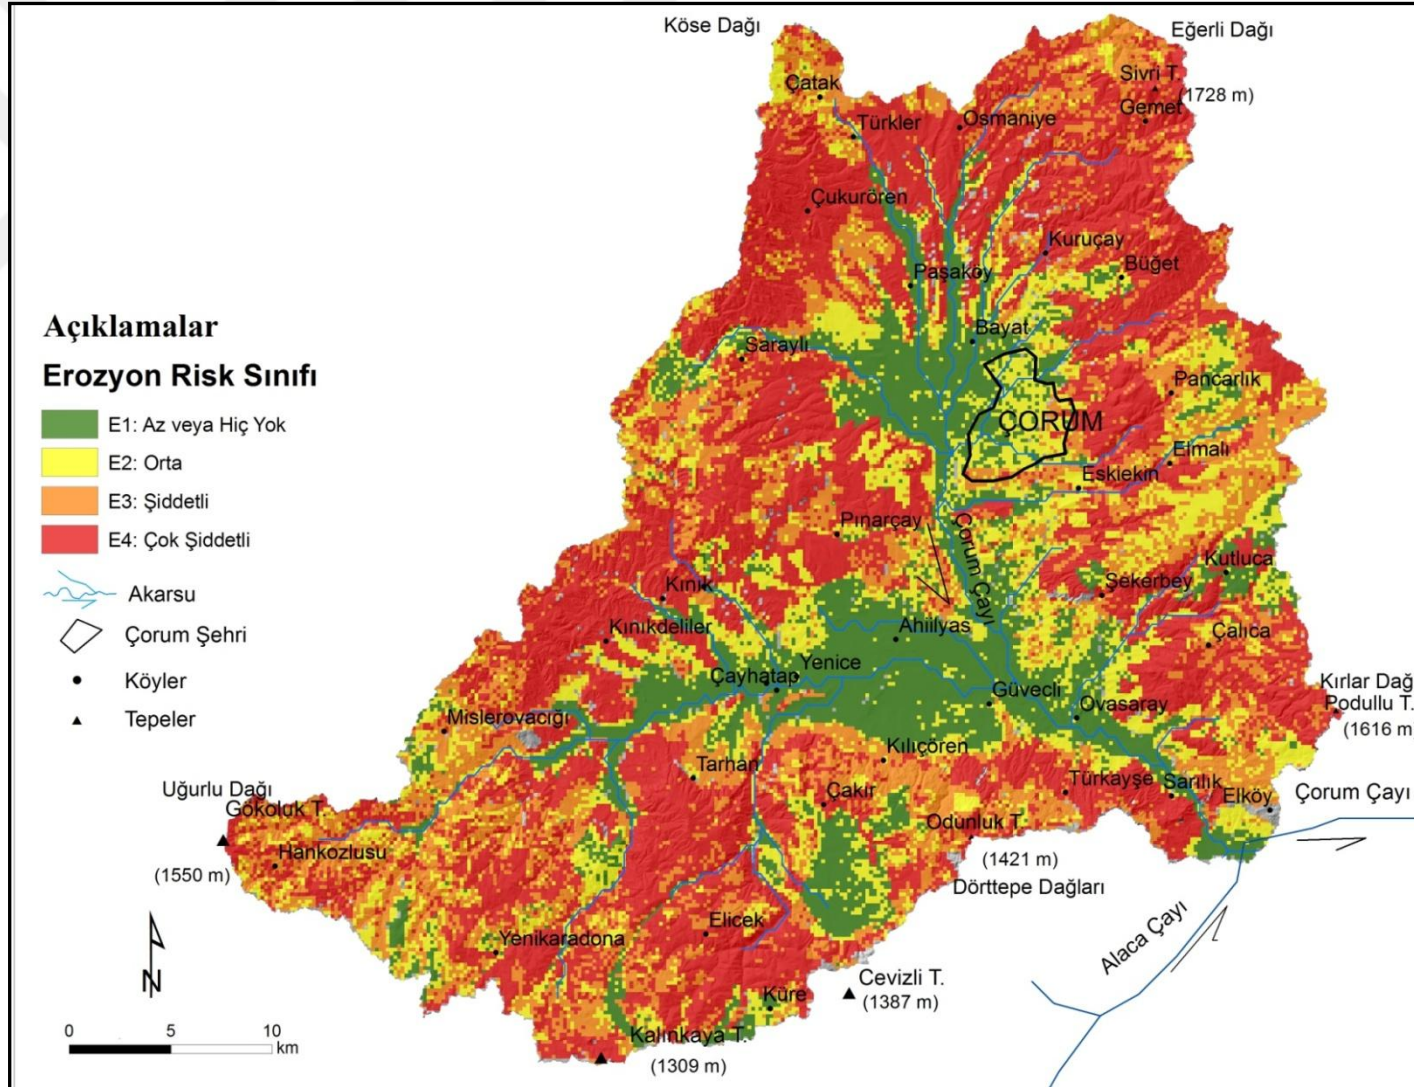 Köse Dağı
Eğerli Dağı
Sivri T.
(1728 m)
Gemet
Çatak
Türkler
Osmaniye
Çukurören
Kuruçay
Büğet
Paşaköy
Bayat
Saraylı
Pancarlık
ÇORUM
Elmalı
Eskiekin
Pınarçay
Çorum Çayı
Kutluca
Şekerbey
Kınık
Kınıkdeliler
Ahiilyas
Çalıca
Yenice
Çayhatap
Güvecli
Ovasaray
Kırlar Dağ
Podullu T.
(1616 m
Mislerovacığı
Kılıçören
Tarhan
Türkayşe
Sarılık
Elköy
Çorum Çayı
Çakır
Odunluk T.
(1421 m)
Dörttepe Dağları
Uğurlu Dağı
Gökoluk T.
Hankozlusu
(1550 m)
Elicek
Yenikaradona
Alaca Çayı
Cevizli T.
(1387 m)
Küre
Kalınkaya T.
(1309 m)
Açıklamalar
Erozyon Risk Sınıfı
E1: Az veya Hiç Yok
E2: Orta
E3: Şiddetli
E4: Çok Şiddetli
Akarsu
Çorum Şehri
Köyler
Tepeler
N
0 5 10
km